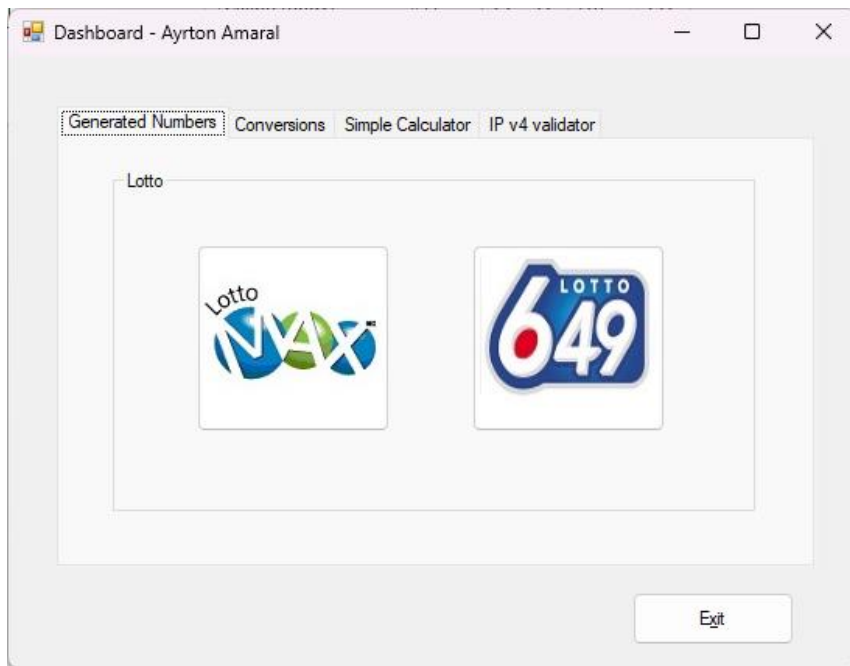 Dashboard - Ayrton Amaral
Generated Numbers Conversions Simple Calculator IP v4 validator
Lotto
Lotto
MAX
LOTTO
649
Exit